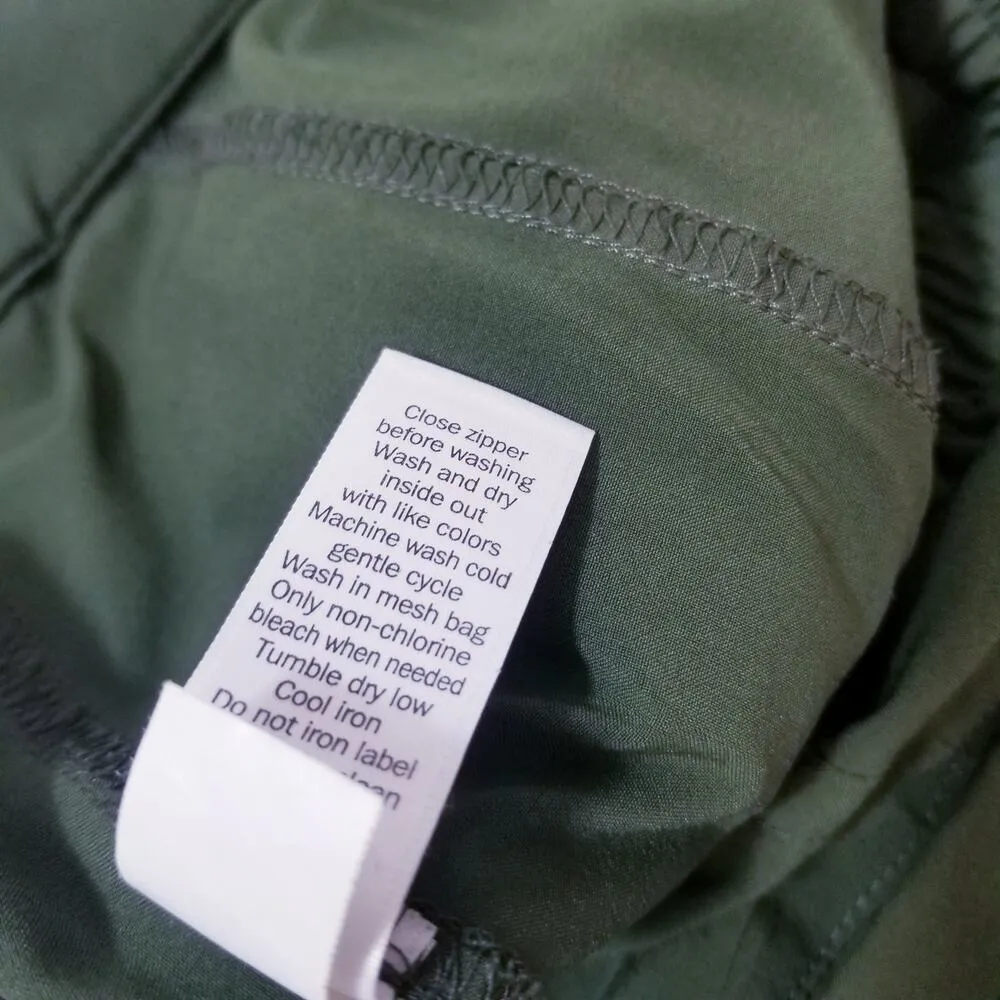 Close zipper
before washing
Wash and dry
inside out
with like colors
Machine wash cold
gentle cycle
Wash in mesh bag
Only non-chlorine
bleach when needed
Tumble dry low
Cool iron
Do not iron label